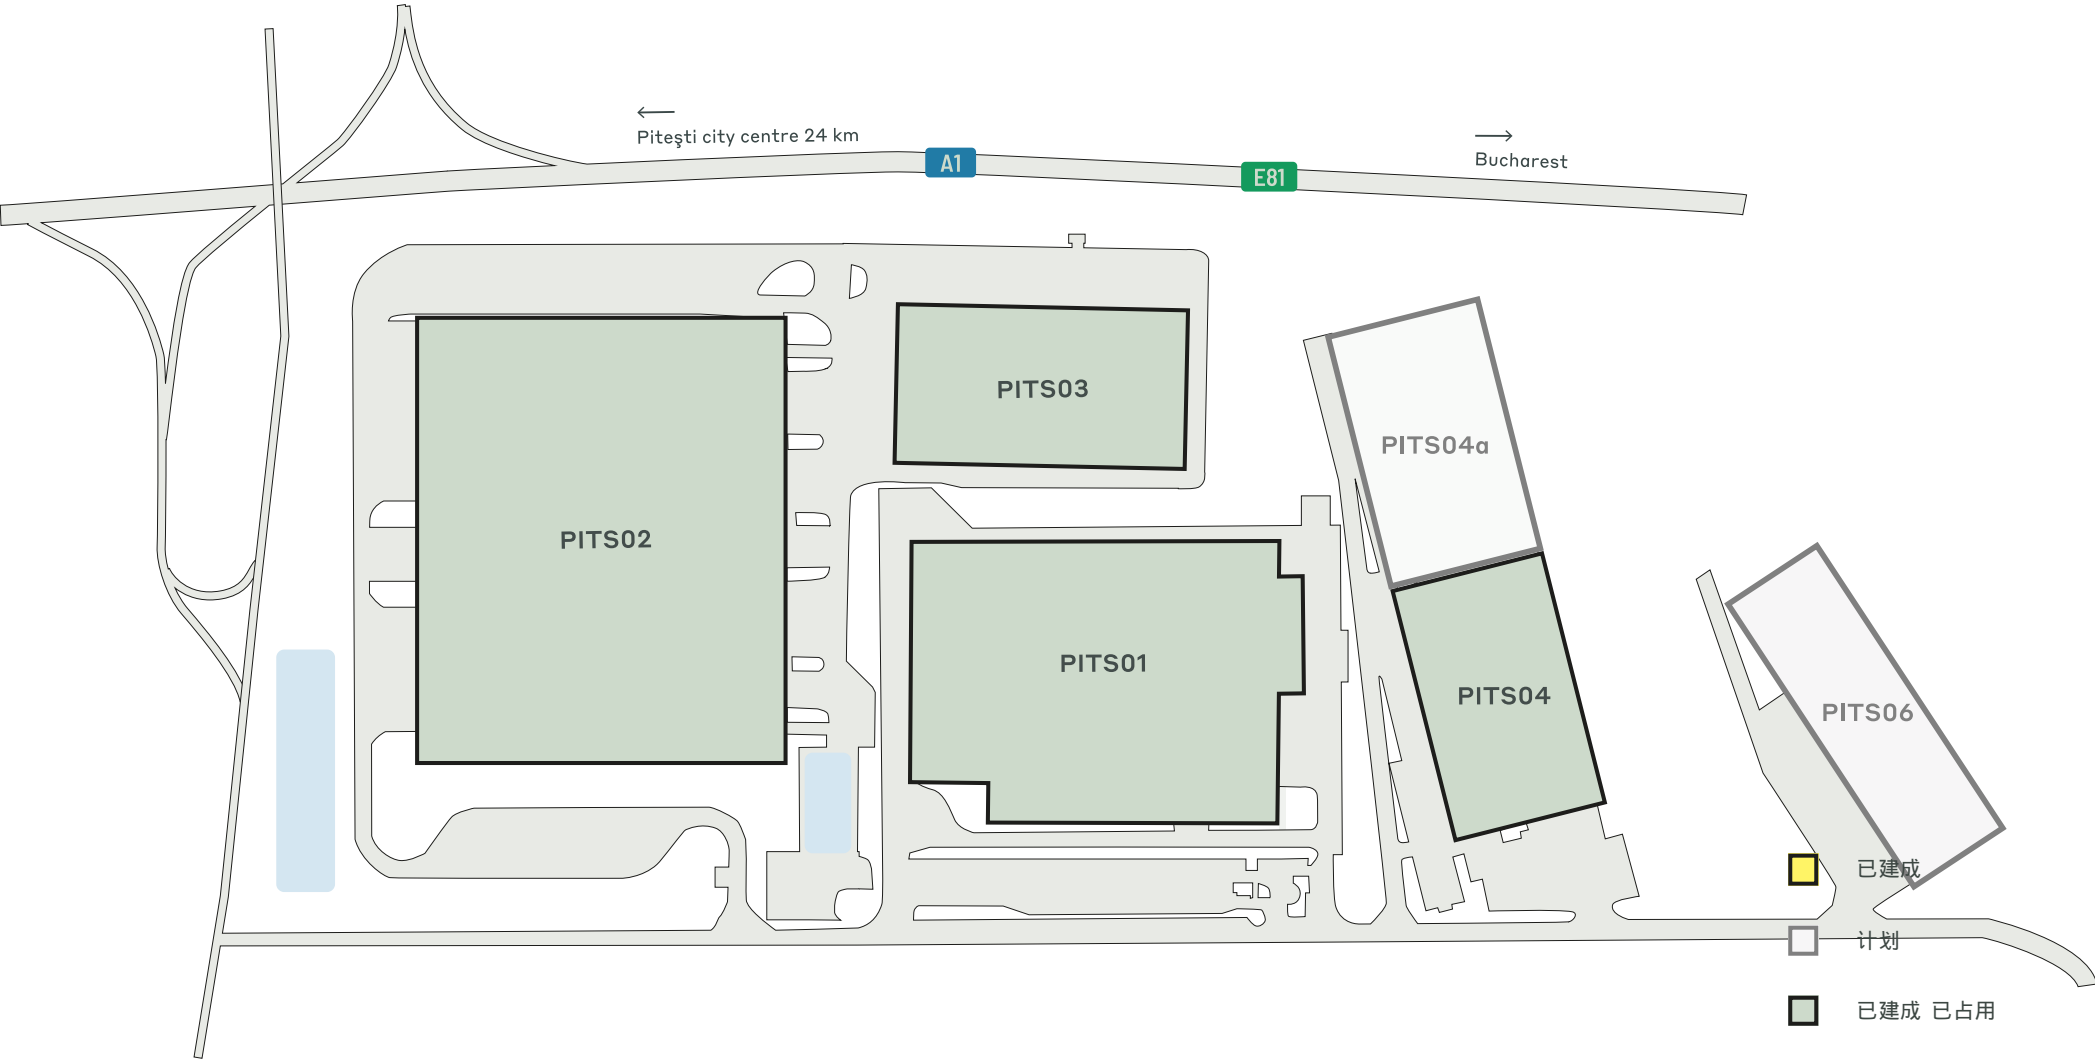 Piteşti city centre 24 km
Bucharest
A1
E81
PITS03
PITS04a
PITS02
PITS01
PITS04
PITS06
已建成
计划
已建成 已占用